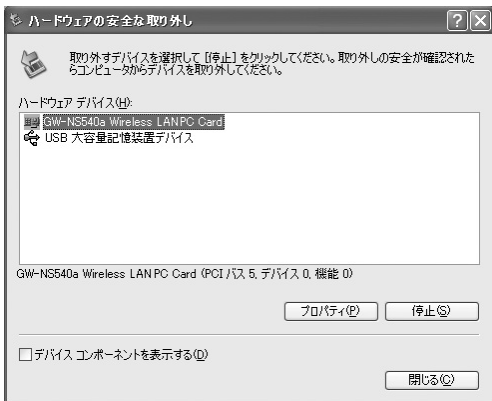 ハードウェアの安全な取り外し
取り外すデバイスを選択して [停止] をクリックしてください。取り外しの安全が確認された
らコンピュータからデバイスを取り外してください。
ハードウェア デバイス(H):
GW-NS540a Wireless LAN PC Card
USB 大容量記憶装置デバイス
GW-NS540a Wireless LAN PC Card (PCI バス 5, デバイス 0, 機能 0)
プロパティ(P) 停止(S)
デバイス コンポーネントを表示する(D)
閉じる(C)